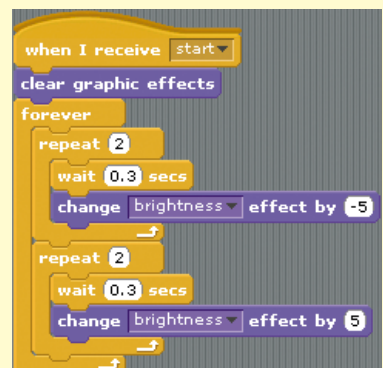 when I receive start
clear graphic effects
forever
repeat 2
wait 0.3 secs
change brightness effect by -5
repeat 2
wait 0.3 secs
change brightness effect by 5